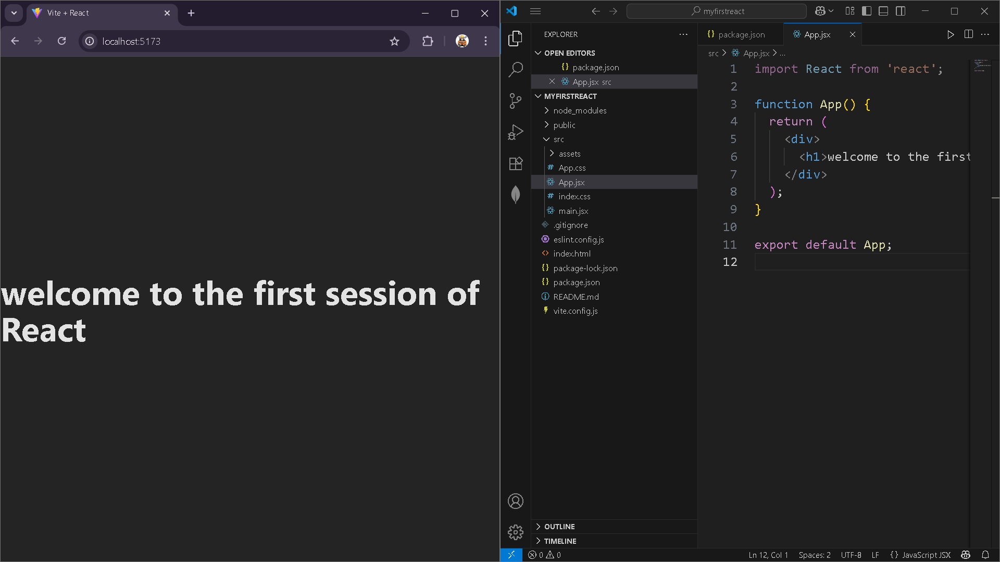 Vite + React
localhost:5173
welcome to the first session of
React
myfirstreact
EXPLORER
OPEN EDITORS
package.json
App.jsx src
MYFIRSTREACT
node_modules
public
src
assets
App.css
App.jsx
index.css
main.jsx
.gitignore
eslint.config.js
index.html
package-lock.json
package.json
README.md
vite.config.js
OUTLINE
TIMELINE
package.json
App.jsx
src > App.jsx > ...
1 import React from 'react';
2
3 function App() {
4 return (
5 <div>
6 <h1>welcome to the first
7 </div>
8 );
9 }
10
11 export default App;
12
0 0
Ln 12, Col 1 Spaces: 2 UTF-8 LF {} JavaScript JSX